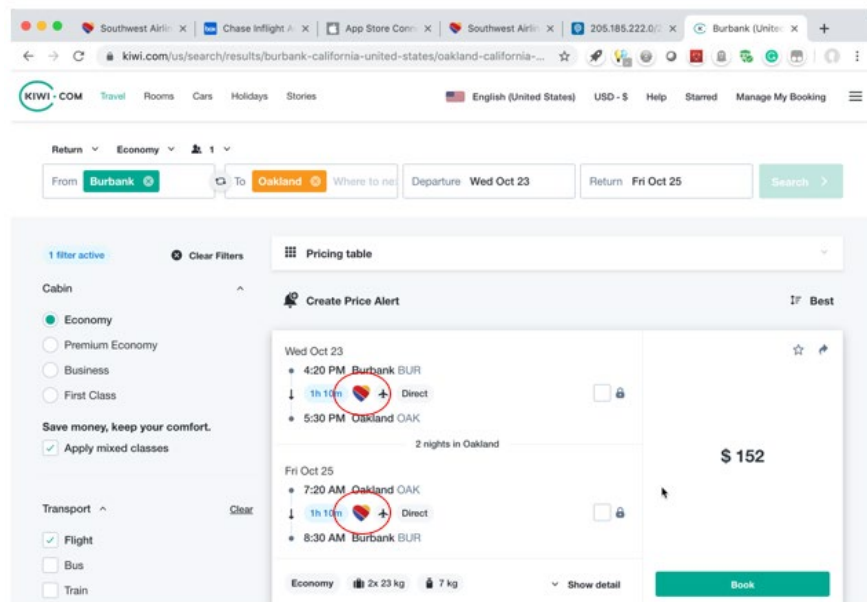 Southwest Airlin
Chase Inflight A
App Store Conn
Southwest Airlin
205.185.222.0/
Burbank (Unite
kiwi.com/us/search/results/burbank-california-united-states/oakland-california-...
KIWI.COM Travel Rooms Cars Holidays Stories English (United States) USD - $ Help Starred Manage My Booking
Return Economy 1
From Burbank To Oakland Where to ne Departure Wed Oct 23 Return Fri Oct 25 Search
1 filter active Clear Filters
Cabin
Economy
Premium Economy
Business
First Class
Save money, keep your comfort.
Apply mixed classes
Transport Clear
Flight
Bus
Train
Pricing table
Create Price Alert Best
Wed Oct 23
4:20 PM Burbank BUR
1h 10m Direct
5:30 PM Oakland OAK
2 nights in Oakland
Fri Oct 25
7:20 AM Oakland OAK
1h 10m Direct
8:30 AM Burbank BUR
Economy 2x 23 kg 7 kg Show detail
$ 152
Book